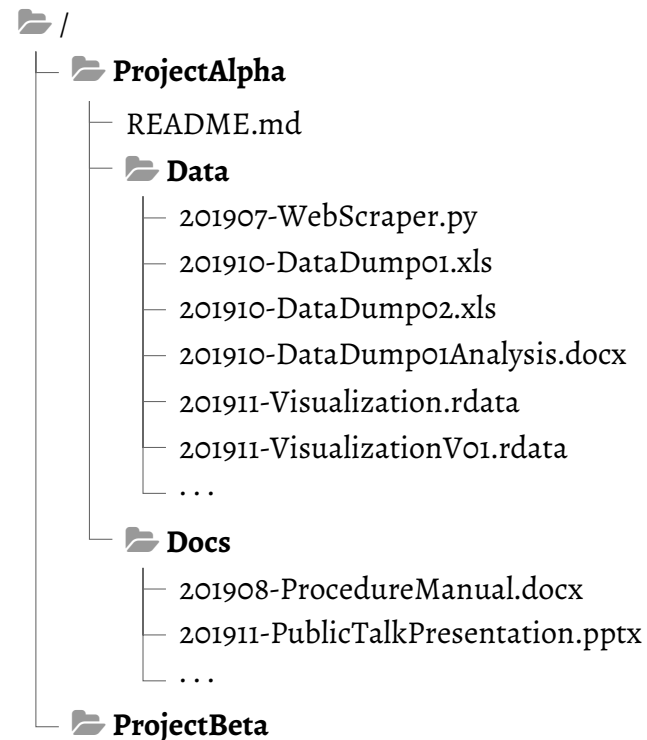 /
ProjectAlpha
README.md
Data
201907-WebScraper.py
201910-DataDump01.xls
201910-DataDump02.xls
201910-DataDump01Analysis.docx
201911-Visualization.rdata
201911-VisualizationV01.rdata
. . .
Docs
201908-ProcedureManual.docx
201911-PublicTalkPresentation.pptx
. . .
ProjectBeta